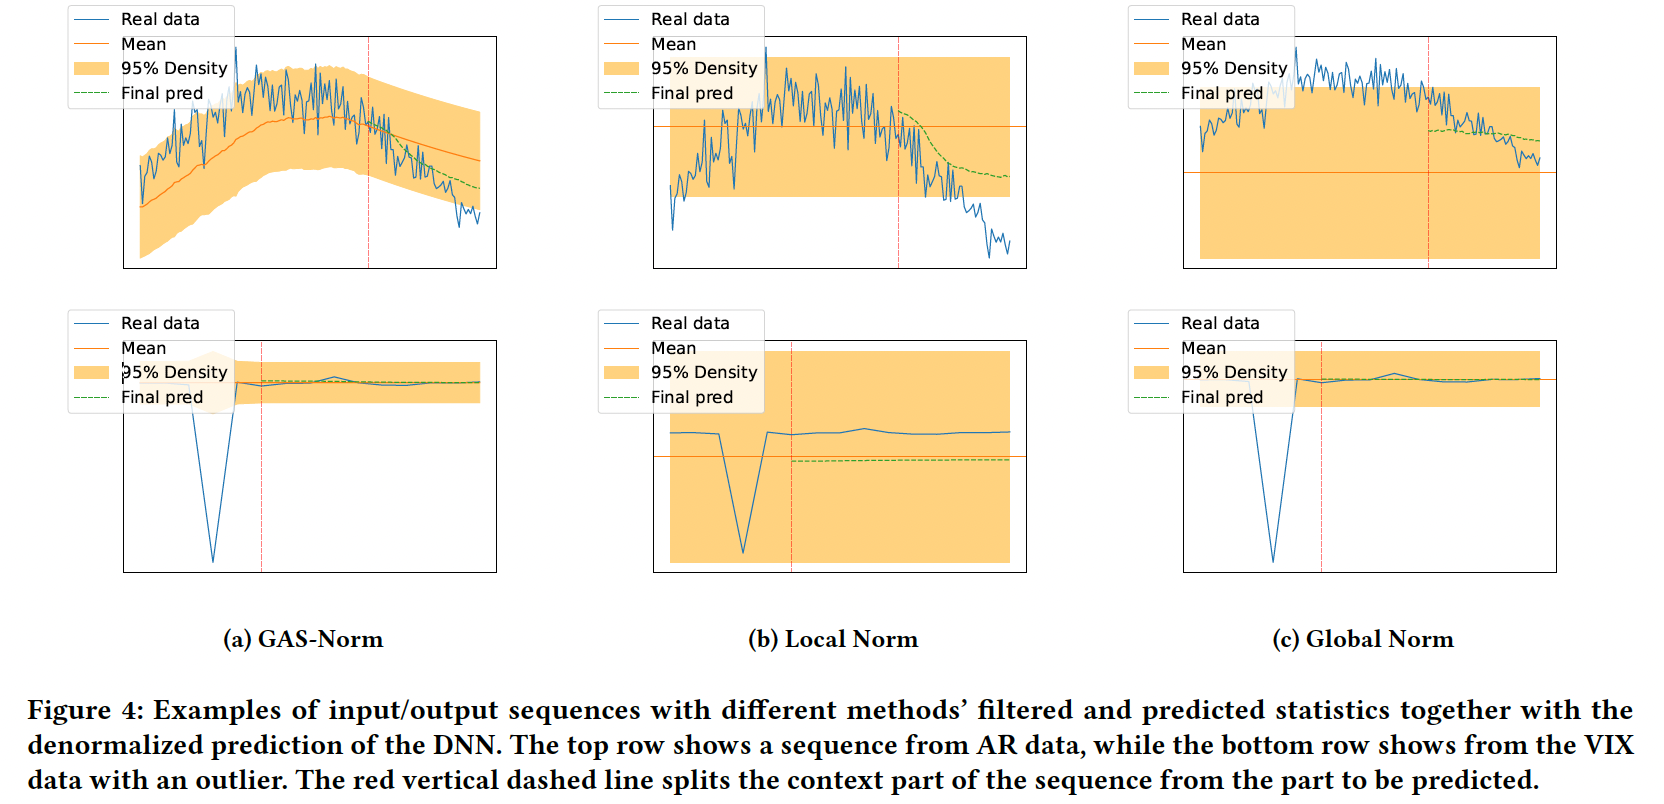 Real data
Mean
95% Density
Final pred
Real data
Mean
95% Density
Final pred
Real data
Mean
95% Density
Final pred
Real data
Mean
95% Density
Final pred
Real data
Mean
95% Density
Final pred
Real data
Mean
95% Density
Final pred
(a) GAS-Norm
(b) Local Norm
(c) Global Norm
Figure 4: Examples of input/output sequences with different methods’ filtered and predicted statistics together with the
denormalized prediction of the DNN. The top row shows a sequence from AR data, while the bottom row shows from the VIX
data with an outlier. The red vertical dashed line splits the context part of the sequence from the part to be predicted.